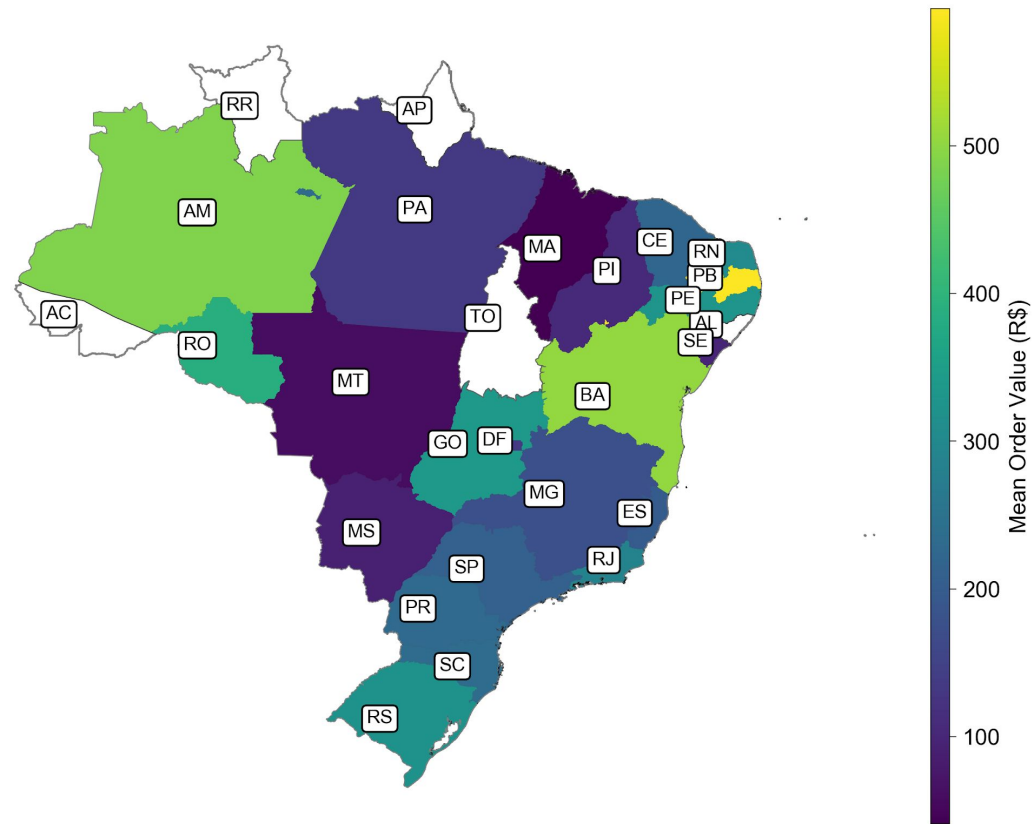 RR
AP
AM
PA
MA
CE
RN
PI
PB
PE
AC
TO
AL
RO
SE
MT
BA
GO
DF
MG
MS
ES
SP
RJ
PR
SC
RS
500
400
300
200
100
Mean Order Value (R$)